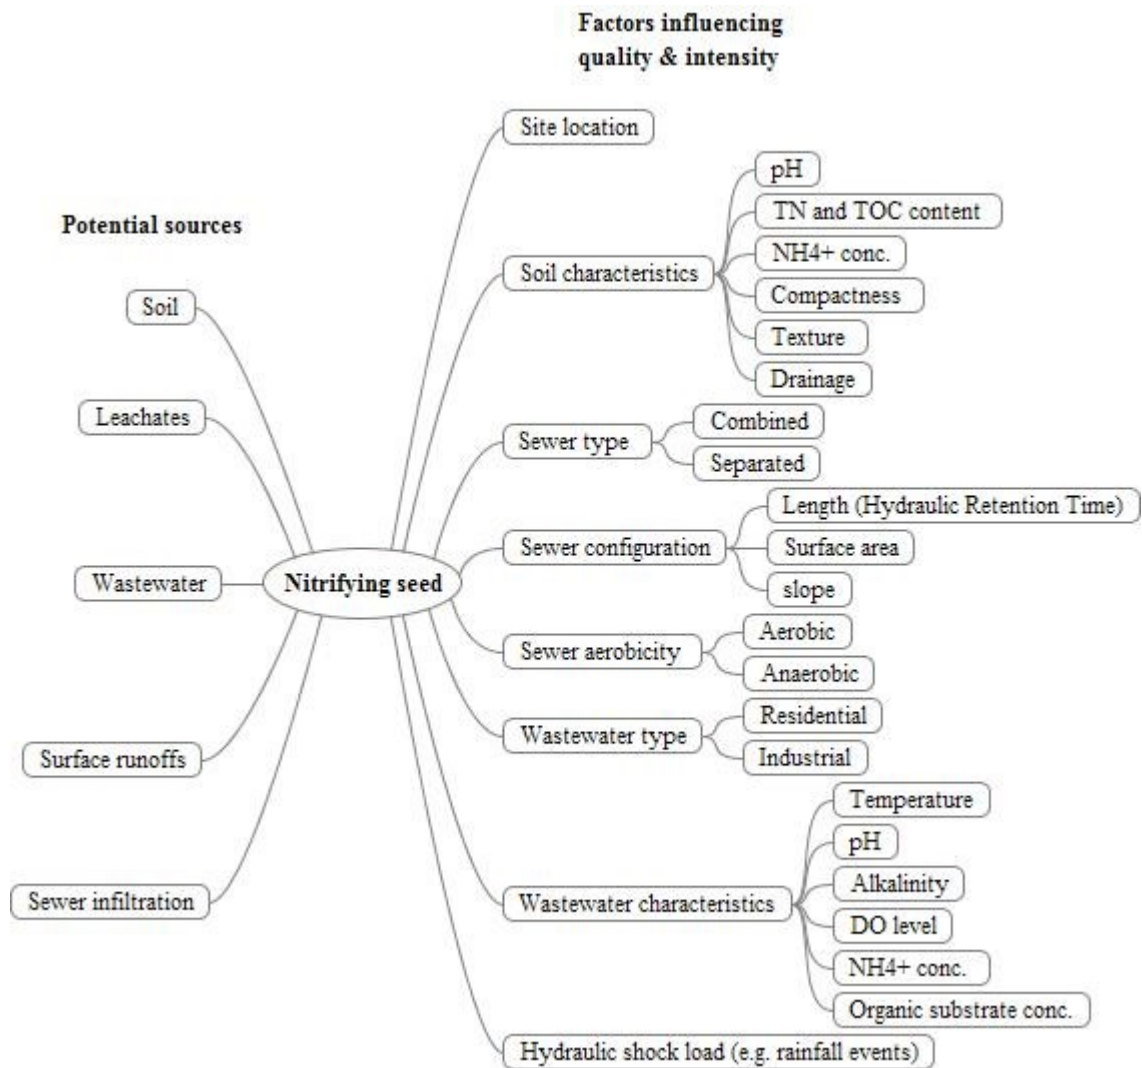 Factors influencing
quality & intensity
Potential sources
Soil
Leachates
Wastewater
Surface runoffs
Sewer infiltration
Nitrifying seed
Site location
Soil characteristics
pH
TN and TOC content
NH4+ conc.
Compactness
Texture
Drainage
Sewer type
Combined
Separated
Sewer configuration
Length (Hydraulic Retention Time)
Surface area
slope
Sewer aerobicity
Aerobic
Anaerobic
Wastewater type
Residential
Industrial
Wastewater characteristics
Temperature
pH
Alkalinity
DO level
NH4+ conc.
Organic substrate conc.
Hydraulic shock load (e.g. rainfall events)